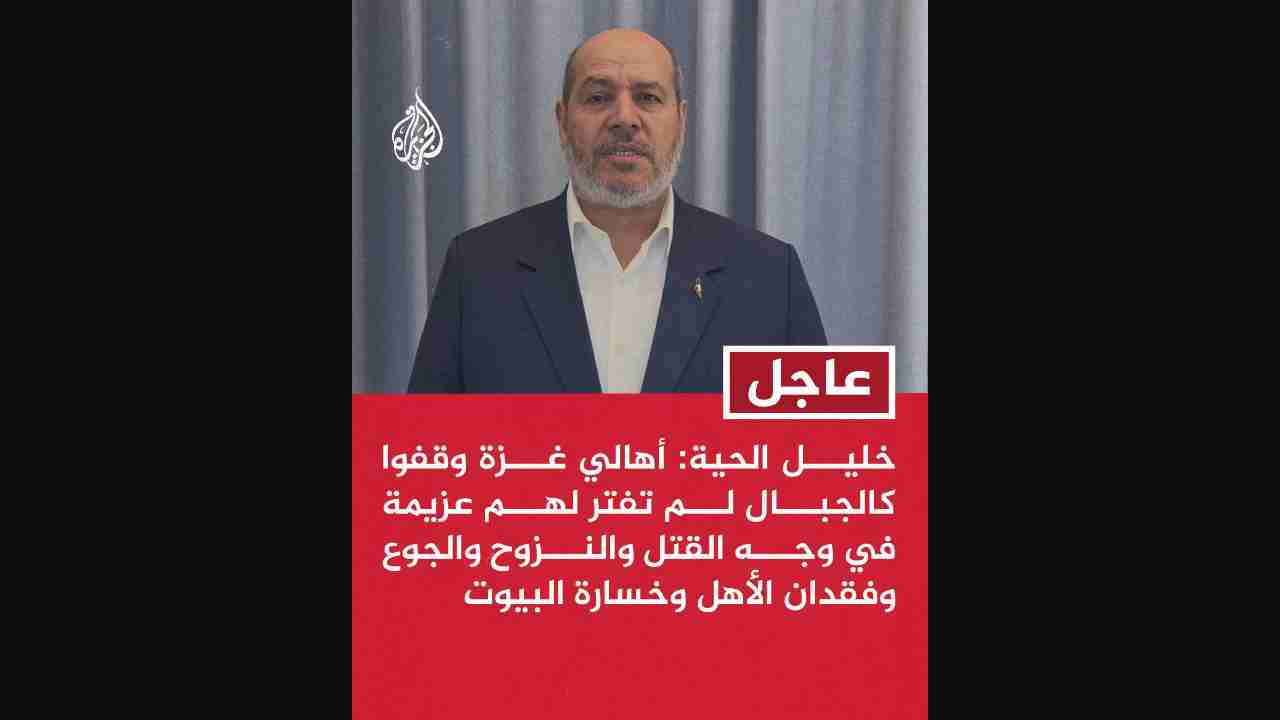 الجزيرة
عاجل
خليل الحية: أهالي غزة وقفوا
كالجبال لم تفتر لهم عزيمة
في وجه القتل والنزوح والجوع
وفقدان الأهل وخسارة البيوت